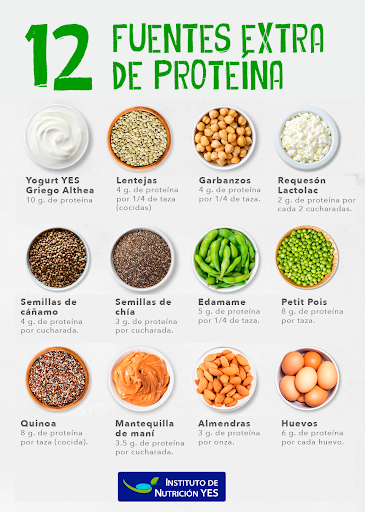 12 FUENTES EXTRA
DE PROTEÍNA
Yogurt YES
Griego Althea
10 g. de proteína
Lentejas
4 g. de proteína
por 1/4 de taza
(cocidas)
Garbanzos
4 g. de proteína
por 1/4 de taza.
Requesón
Lactolac
2 g. de proteína por
cada 2 cucharadas.
Semillas de
cáñamo
4 g. de proteína
por cucharada.
Semillas de
chía
3 g. de proteína
por cucharada.
Edamame
5 g. de proteína
por 1/4 de taza.
Petit Pois
8 g. de proteína
por taza.
Quinoa
8 g. de proteína
por taza (cocida).
Mantequilla
de maní
3.5 g. de proteína
por cucharada.
Almendras
3 g. de proteína
por onza.
Huevos
6 g. de proteína
por cada huevo.
INSTITUTO DE
NUTRICIÓN YES